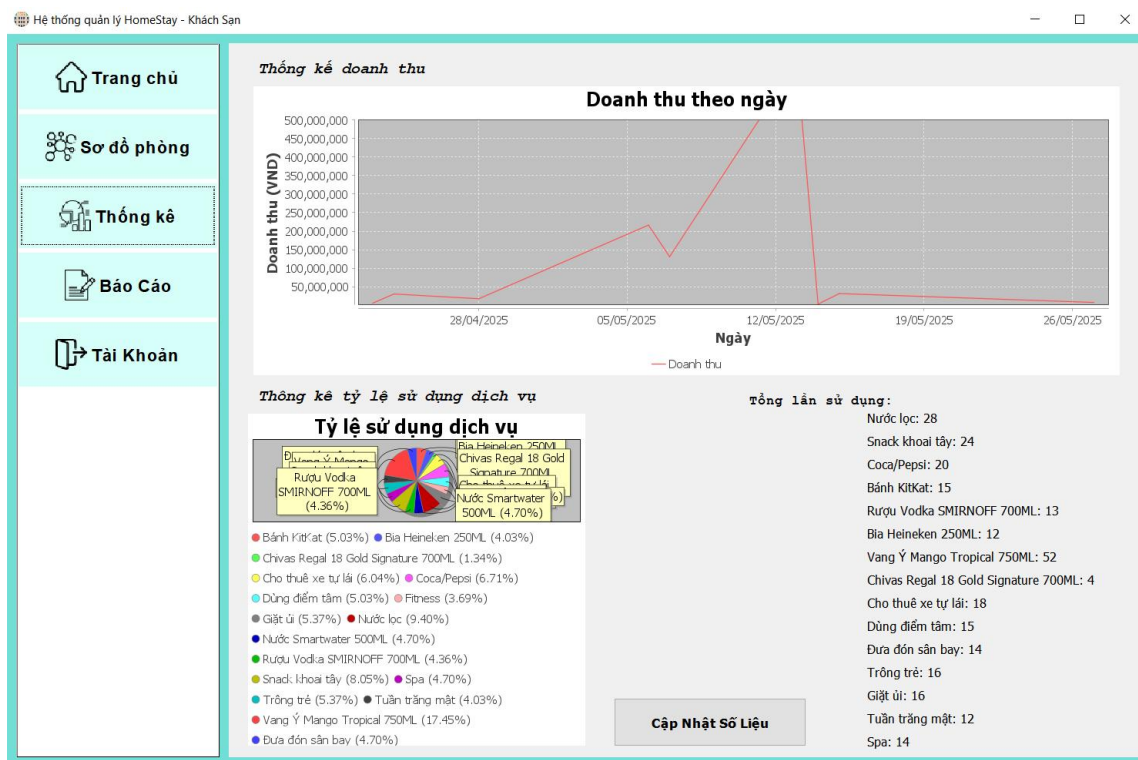 Hệ thống quản lý HomeStay - Khách Sạn
Trang chủ
Sơ đồ phòng
Thống kê
Báo Cáo
Tài Khoản
Thống kế doanh thu
Doanh thu theo ngày
500,000,000
450,000,000
400,000,000
350,000,000
300,000,000
250,000,000
200,000,000
150,000,000
100,000,000
50,000,000
Doanh thu (VND)
28/04/2025 05/05/2025 12/05/2025 19/05/2025 26/05/2025
Ngày
Doanh thu
Thông kê tỷ lệ sử dụng dịch vụ
Tỷ lệ sử dụng dịch vụ
Vang Ý Mango
Rượu Vodka
SMIRNOFF 700ML
(4.36%)
Bia Heineken 250ML
Chivas Regal 18 Gold
Signature 700M
Cho thuê xe tự lái
Nước Smartwater
500ML (4.70%)
Bánh KitKat (5.03%) Bia Heineken 250ML (4.03%)
Chivas Regal 18 Gold Signature 700ML (1.34%)
Cho thuê xe tự lái (6.04%) Coca/Pepsi (6.71%)
Dùng điểm tâm (5.03%) Fitness (3.69%)
Giặt ủi (5.37%) Nước lọc (9.40%)
Nước Smartwater 500ML (4.70%)
Rượu Vodka SMIRNOFF 700ML (4.36%)
Snack khoai tây (8.05%) Spa (4.70%)
Trông trẻ (5.37%) Tuần trăng mật (4.03%)
Vang Ý Mango Tropical 750ML (17.45%)
Đưa đón sân bay (4.70%)
Cập Nhật Số Liệu
Tổng lần sử dụng:
Nước lọc: 28
Snack khoai tây: 24
Coca/Pepsi: 20
Bánh KitKat: 15
Rượu Vodka SMIRNOFF 700ML: 13
Bia Heineken 250ML: 12
Vang Ý Mango Tropical 750ML: 52
Chivas Regal 18 Gold Signature 700ML: 4
Cho thuê xe tự lái: 18
Dùng điểm tâm: 15
Đưa đón sân bay: 14
Trông trẻ: 16
Giặt ủi: 16
Tuần trăng mật: 12
Spa: 14